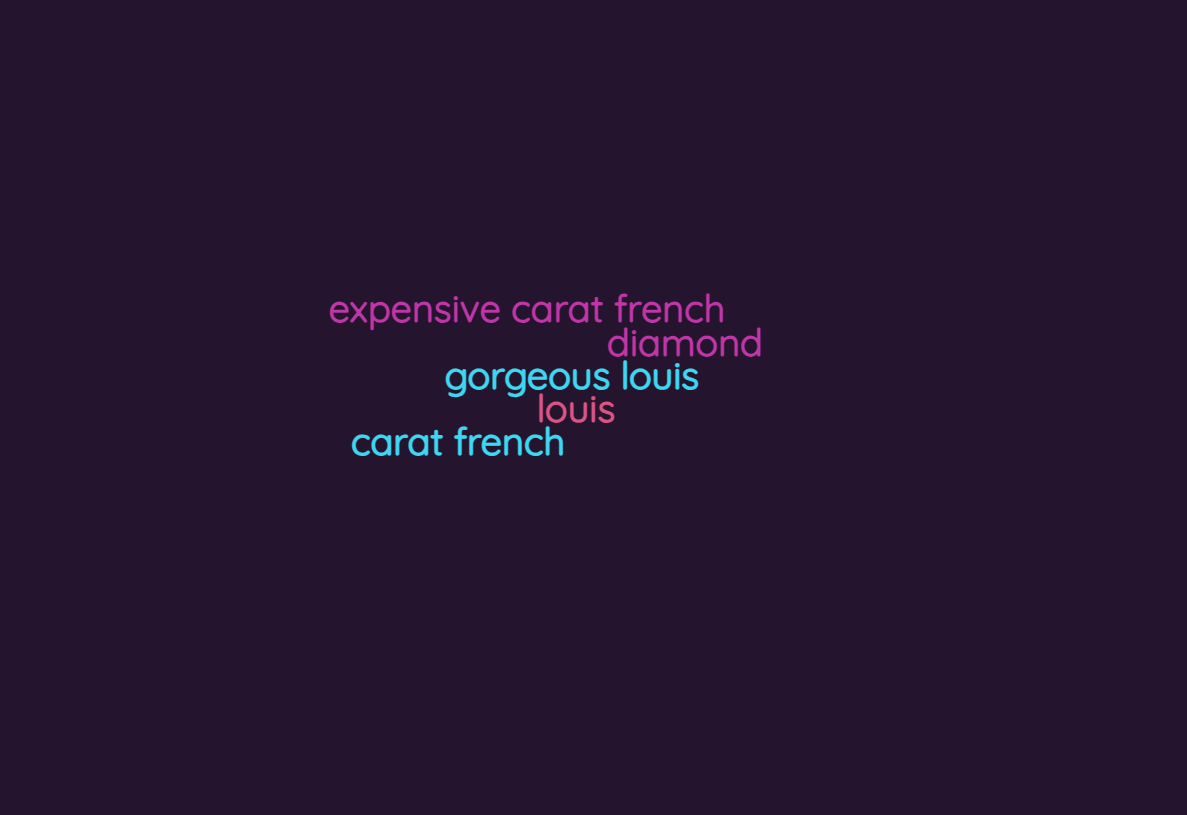 expensive carat french
diamond
gorgeous louis
louis
carat french